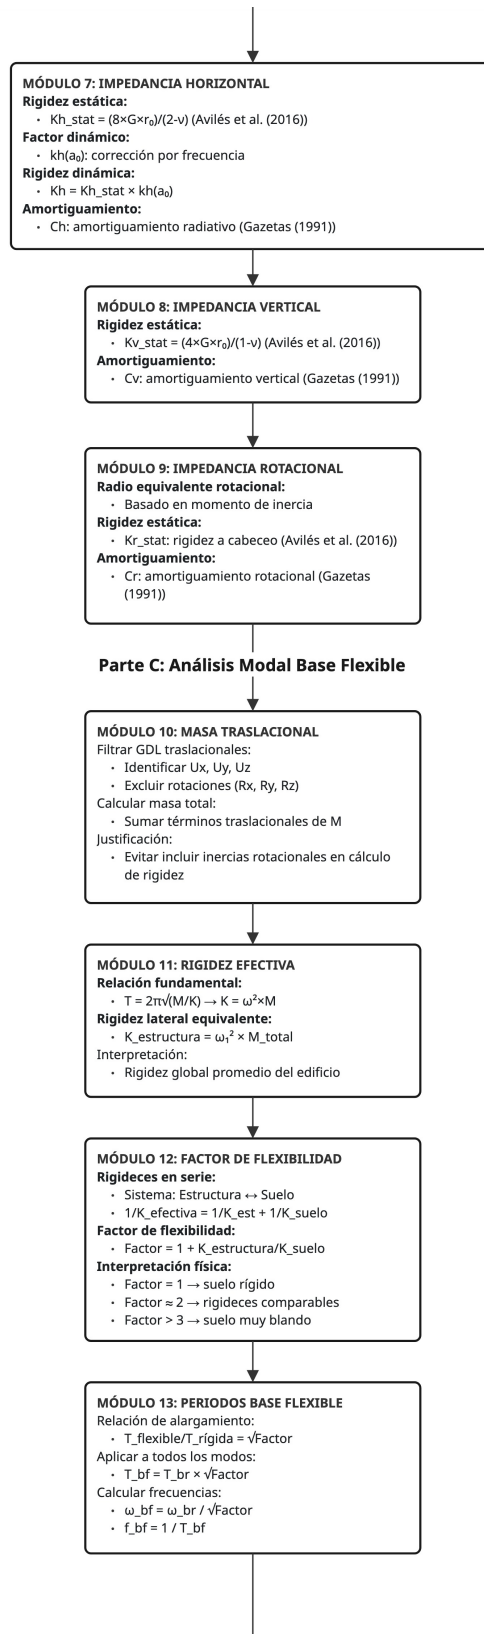 MÓDULO 7: IMPEDANCIA HORIZONTAL
Rigidez estática:
• Kh_stat = (8×G×r₀)/(2-ν) (Avilés et al. (2016))
Factor dinámico:
• kh(a₀): corrección por frecuencia
Rigidez dinámica:
• Kh = Kh_stat × kh(a₀)
Amortiguamiento:
• Ch: amortiguamiento radiativo (Gazetas (1991))
MÓDULO 8: IMPEDANCIA VERTICAL
Rigidez estática:
• Kv_stat = (4×G×r₀)/(1-ν) (Avilés et al. (2016))
Amortiguamiento:
• Cv: amortiguamiento vertical (Gazetas (1991))
MÓDULO 9: IMPEDANCIA ROTACIONAL
Radio equivalente rotacional:
• Basado en momento de inercia
Rigidez estática:
• Kr_stat: rigidez a cabeceo (Avilés et al. (2016))
Amortiguamiento:
• Cr: amortiguamiento rotacional (Gazetas
(1991))
Parte C: Análisis Modal Base Flexible
MÓDULO 10: MASA TRASLACIONAL
Filtrar GDL traslacionales:
• Identificar Ux, Uy, Uz
• Excluir rotaciones (Rx, Ry, Rz)
Calcular masa total:
• Sumar términos traslacionales de M
Justificación:
• Evitar incluir inercias rotacionales en cálculo
de rigidez
MÓDULO 11: RIGIDEZ EFECTIVA
Relación fundamental:
• T = 2π√(M/K) → K = ω²×M
Rigidez lateral equivalente:
• K_estructura = ω₁² × M_total
Interpretación:
• Rigidez global promedio del edificio
MÓDULO 12: FACTOR DE FLEXIBILIDAD
Rigideces en serie:
• Sistema: Estructura ↔ Suelo
• 1/K_efectiva = 1/K_est + 1/K_suelo
Factor de flexibilidad:
• Factor = 1 + K_estructura/K_suelo
Interpretación física:
• Factor = 1 → suelo rígido
• Factor ≈ 2 → rigideces comparables
• Factor > 3 → suelo muy blando
MÓDULO 13: PERIODOS BASE FLEXIBLE
Relación de alargamiento:
• T_flexible/T_rígida = √Factor
Aplicar a todos los modos:
• T_bf = T_br × √Factor
Calcular frecuencias:
• ω_bf = ω_br / √Factor
• f_bf = 1 / T_bf